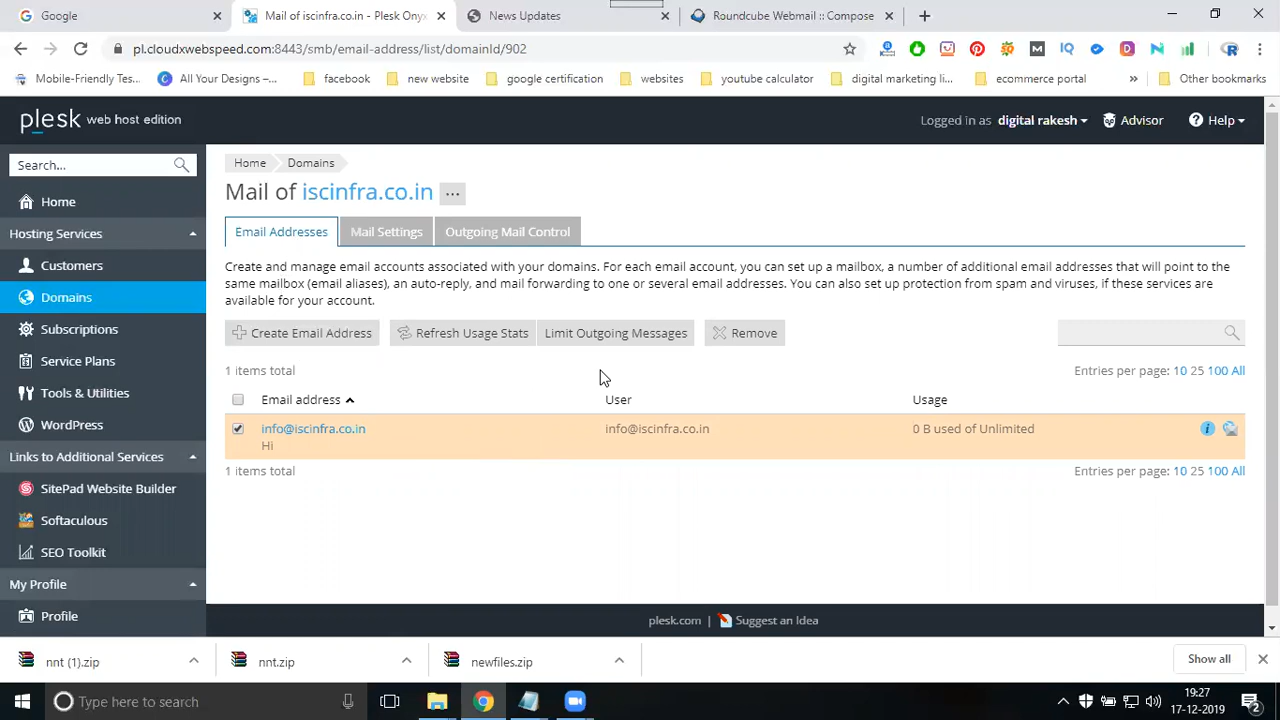 Google
Mail of iscinfra.co.in - Plesk Onyx
News Updates
Roundcube Webmail :: Compose
pl.cloudxwebspeed.com:8443/smb/email-address/list/domainId/902
Mobile-Friendly Tes...
All Your Designs –...
facebook
new website
google certification
websites
youtube calculator
digital marketing li...
ecommerce portal
»
Other bookmarks
plesk web host edition
Logged in as digital rakesh
Advisor
Help
Search...
Home
Hosting Services
Customers
Domains
Subscriptions
Service Plans
Tools & Utilities
WordPress
Links to Additional Services
SitePad Website Builder
Softaculous
SEO Toolkit
My Profile
Profile
Home
Domains
Mail of iscinfra.co.in ...
Email Addresses
Mail Settings
Outgoing Mail Control
Create and manage email accounts associated with your domains. For each email account, you can set up a mailbox, a number of additional email addresses that will point to the
same mailbox (email aliases), an auto-reply, and mail forwarding to one or several email addresses. You can also set up protection from spam and viruses, if these services are
available for your account.
Create Email Address
Refresh Usage Stats
Limit Outgoing Messages
Remove
1 items total
Entries per page: 10 25 100 All
Email address
User
Usage
info@iscinfra.co.in
info@iscinfra.co.in
0 B used of Unlimited
Hi
1 items total
Entries per page: 10 25 100 All
plesk.com | Suggest an Idea
nnt (1).zip
nnt.zip
newfiles.zip
Show all
Type here to search
19:27
17-12-2019
2